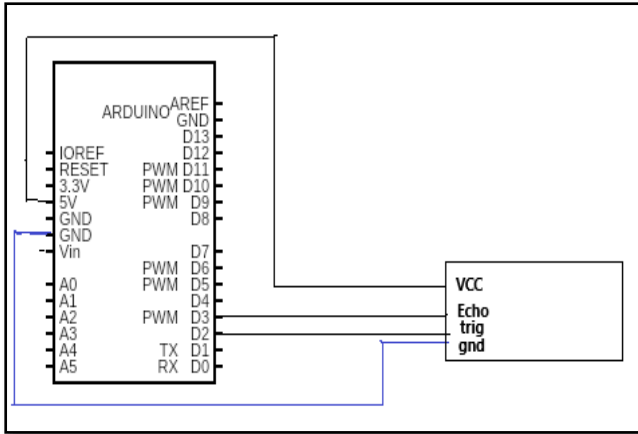 ARDUINO
AREF
GND
D13
IOREF D12
RESET PWM D11
3.3V PWM D10
5V PWM D9
GND D8
GND
Vin D7
PWM D6
A0 PWM D5
A1 D4
A2 PWM D3
A3 D2
A4 TX D1
A5 RX D0
VCC
Echo
trig
gnd